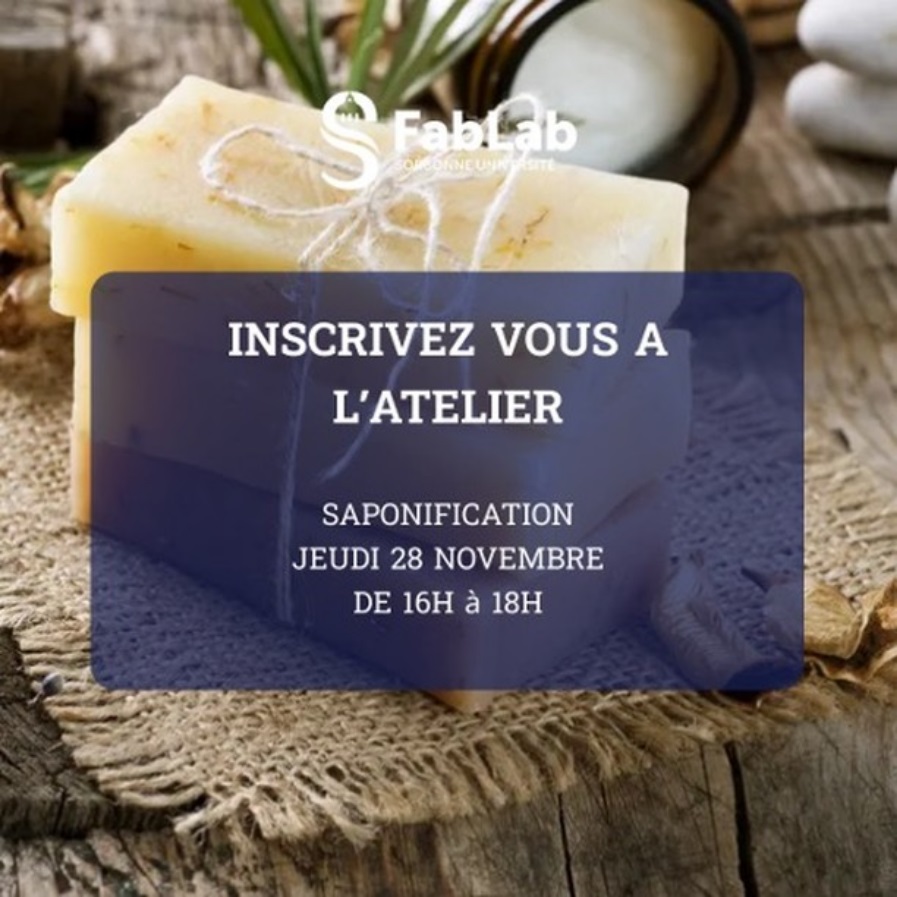 FabLab
SORBONNE UNIVERSITÉ
INSCRIVEZ VOUS A
L'ATELIER
SAPONIFICATION
JEUDI 28 NOVEMBRE
DE 16H à 18H